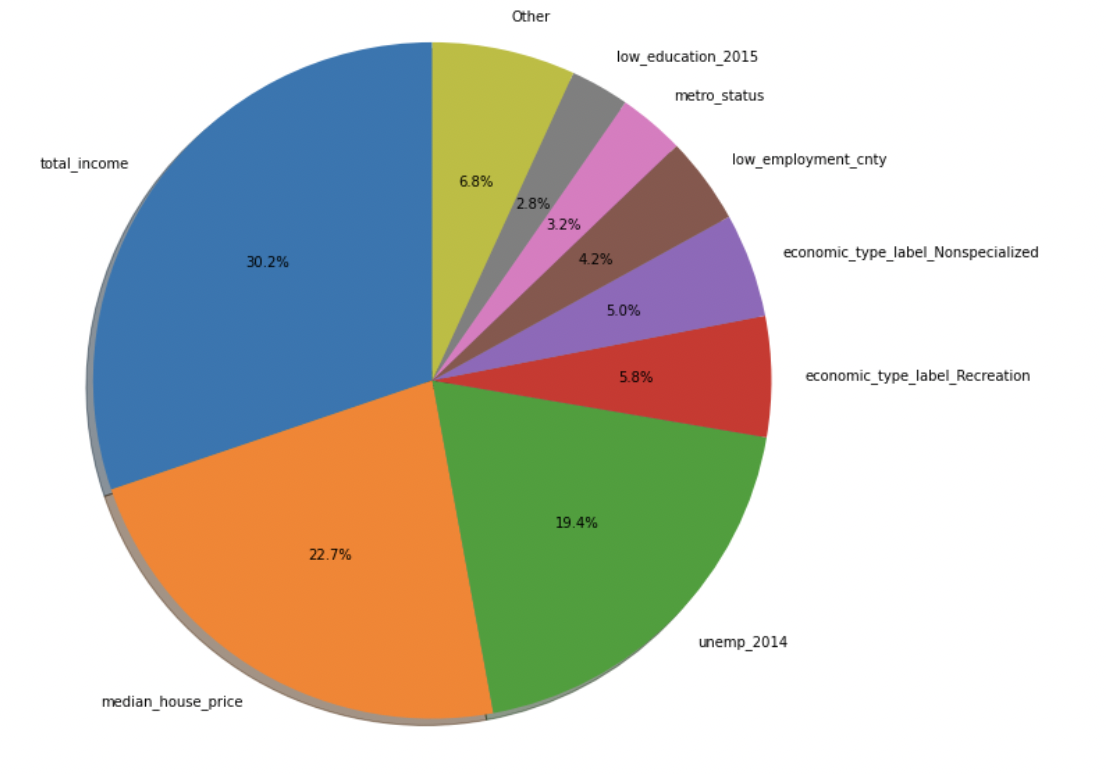 Other
low_education_2015
metro_status
low_employment_cnty
total_income
6.8%
2.8%
3.2%
economic_type_label_Nonspecialized
4.2%
30.2%
5.0%
5.8%
economic_type_label_Recreation
19.4%
22.7%
unemp_2014
median_house_price